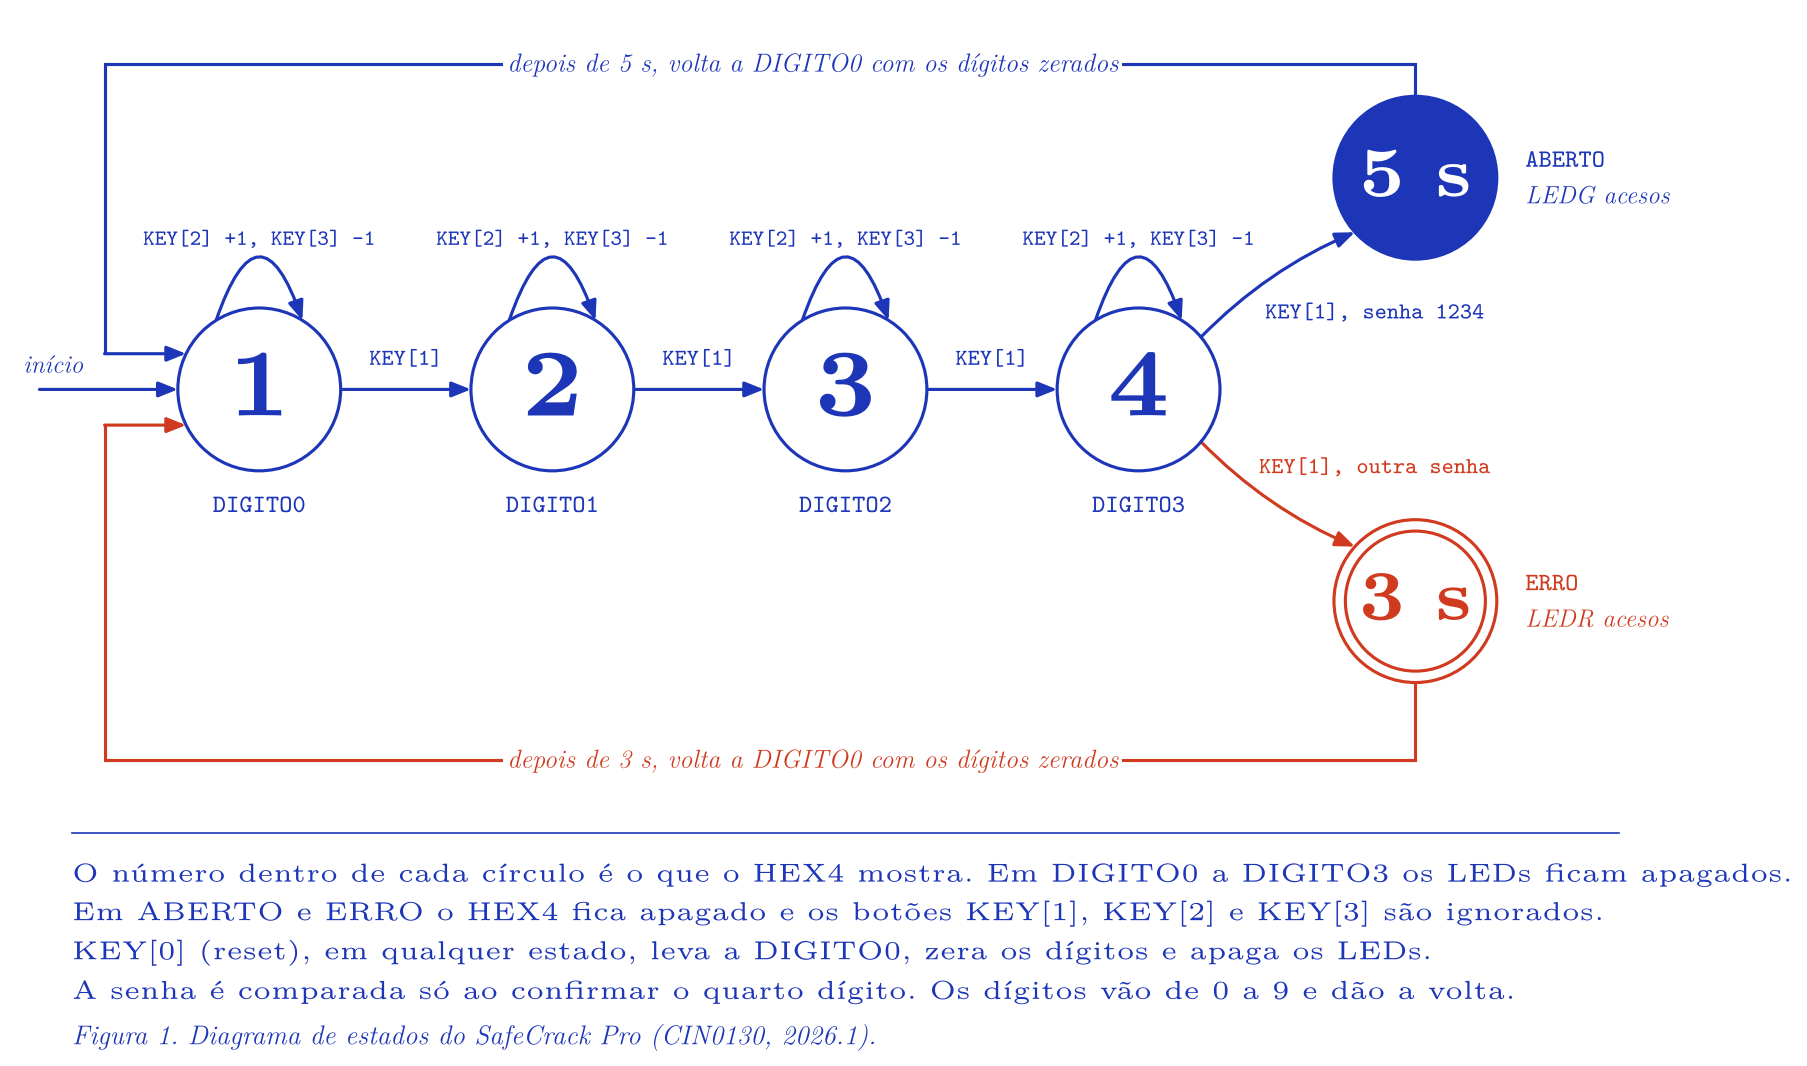 depois de 5 s, volta a DIGITO0 com os dígitos zerados
5 s
ABERTO
LEDG acesos
KEY[2] +1, KEY[3] -1
KEY[2] +1, KEY[3] -1
KEY[2] +1, KEY[3] -1
KEY[2] +1, KEY[3] -1
KEY[1], senha 1234
início
1
KEY[1]
2
KEY[1]
3
KEY[1]
4
KEY[1], outra senha
DIGITO0
DIGITO1
DIGITO2
DIGITO3
3 s
ERRO
LEDR acesos
depois de 3 s, volta a DIGITO0 com os dígitos zerados
O número dentro de cada círculo é o que o HEX4 mostra. Em DIGITO0 a DIGITO3 os LEDs ficam apagados.
Em ABERTO e ERRO o HEX4 fica apagado e os botões KEY[1], KEY[2] e KEY[3] são ignorados.
KEY[0] (reset), em qualquer estado, leva a DIGITO0, zera os dígitos e apaga os LEDs.
A senha é comparada só ao confirmar o quarto dígito. Os dígitos vão de 0 a 9 e dão a volta.
Figura 1. Diagrama de estados do SafeCrack Pro (CIN0130, 2026.1).